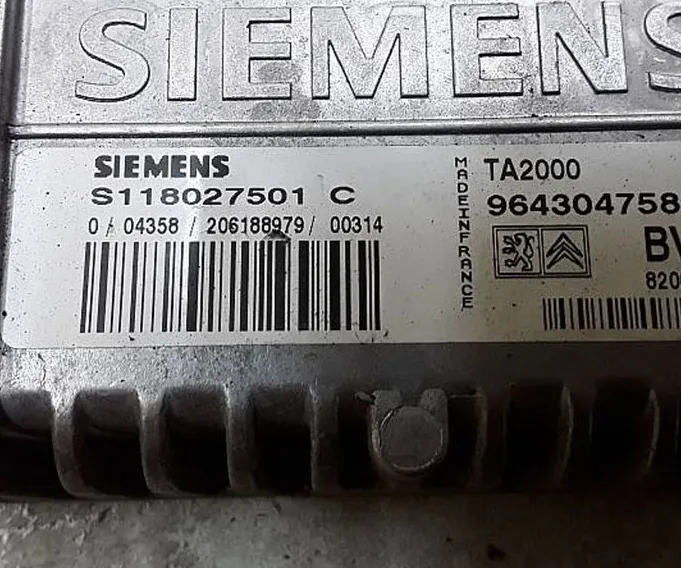 SIEMENS
SIEMENS
S118027501 C
0 / 04358 / 206188979 / 00314
MADEINFRANCE
TA2000
964304758
BV
820